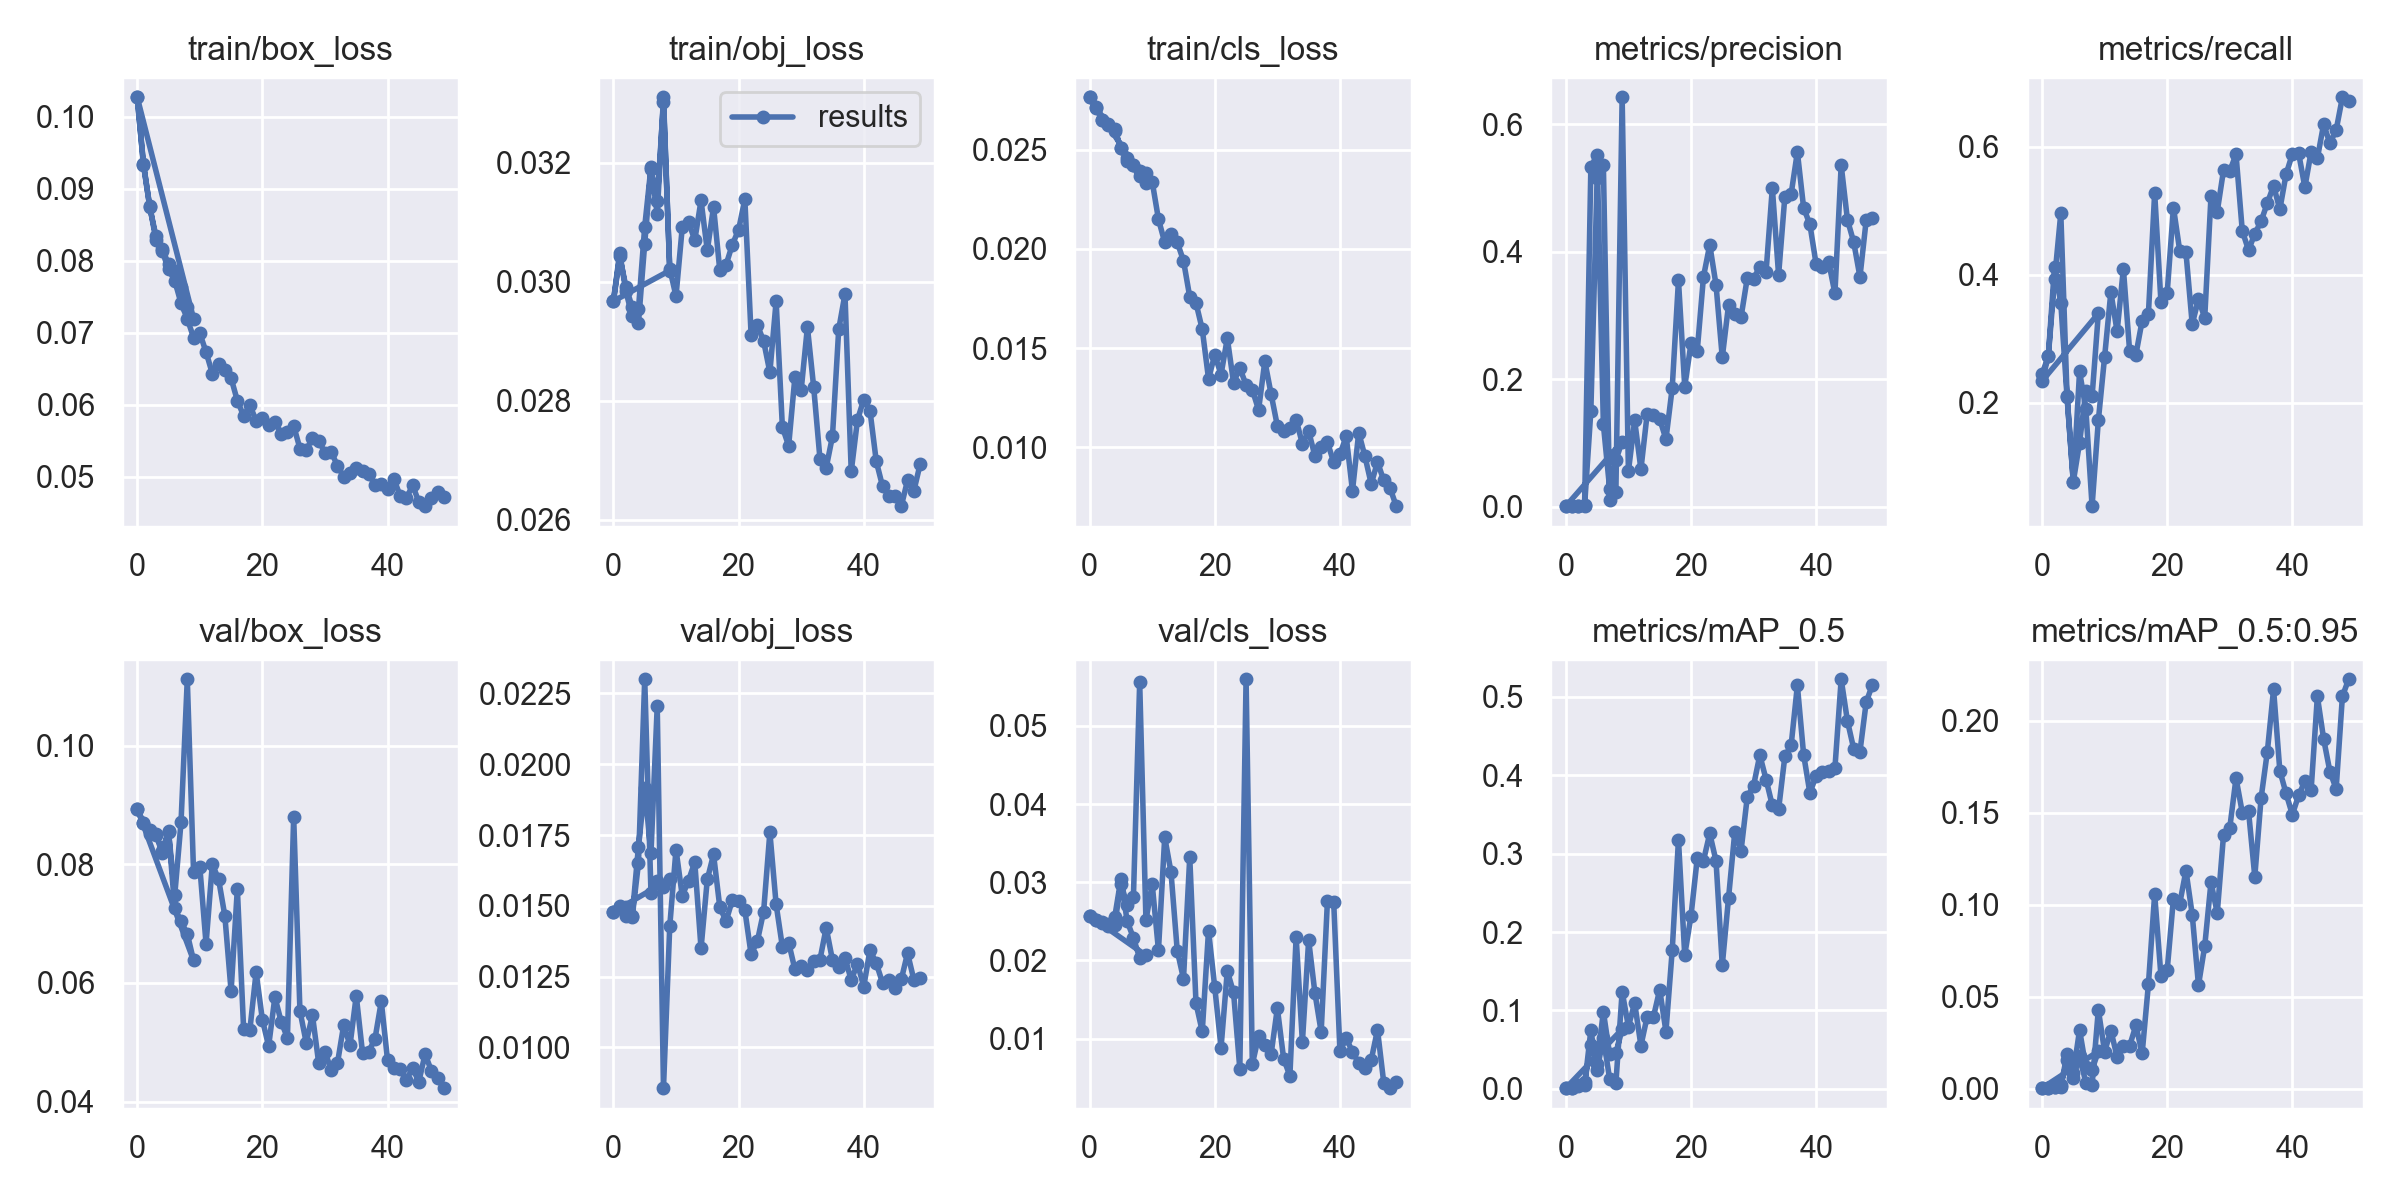 train/box_loss
0.10
0.09
0.08
0.07
0.06
0.05
0 20 40
train/obj_loss
results
0.032
0.030
0.028
0.026
0 20 40
train/cls_loss
0.025
0.020
0.015
0.010
0 20 40
metrics/precision
0.6
0.4
0.2
0.0
0 20 40
metrics/recall
0.6
0.4
0.2
0 20 40
val/box_loss
0.10
0.08
0.06
0.04
0 20 40
val/obj_loss
0.0225
0.0200
0.0175
0.0150
0.0125
0.0100
0 20 40
val/cls_loss
0.05
0.04
0.03
0.02
0.01
0 20 40
metrics/mAP_0.5
0.5
0.4
0.3
0.2
0.1
0.0
0 20 40
metrics/mAP_0.5:0.95
0.20
0.15
0.10
0.05
0.00
0 20 40